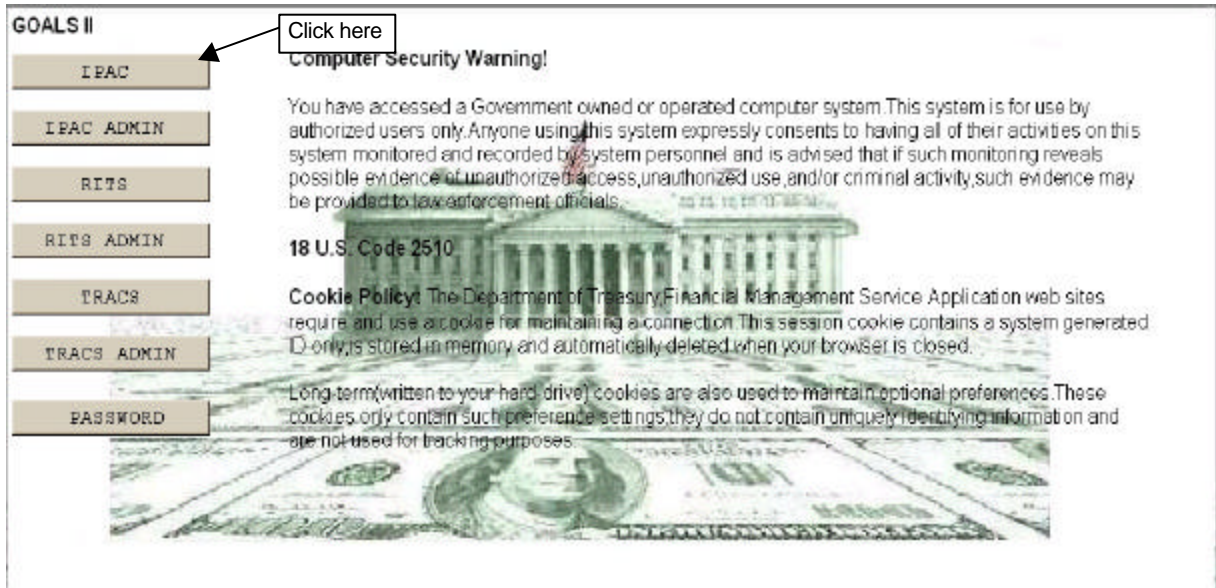 GOALS II
Click here
IPAC
IPAC ADMIN
RITS
RITS ADMIN
TRACS
TRACS ADMIN
PASSWORD
Computer Security Warning!
You have accessed a Government owned or operated computer system.This system is for use by
authorized users only.Anyone using this system expressly consents to having all of their activities on this
system monitored and recorded by system personnel and is advised that if such monitoring reveals
possible evidence of unauthorized access,unauthorized use,and/or criminal activity,such evidence may
be provided to law enforcement officials.
18 U.S. Code 2510
Cookie Policy: The Department of Treasury,Financial Management Service Application web sites
require and use a cookie for maintaining a connection.This session cookie contains a system generated
ID only,is stored in memory and automatically deleted when your browser is closed.
Long-term(written to your hard-drive) cookies are also used to maintain optional preferences.These
cookies only contain such preference settings,they do not contain uniquely identifying information and
are not used for tracking purposes.